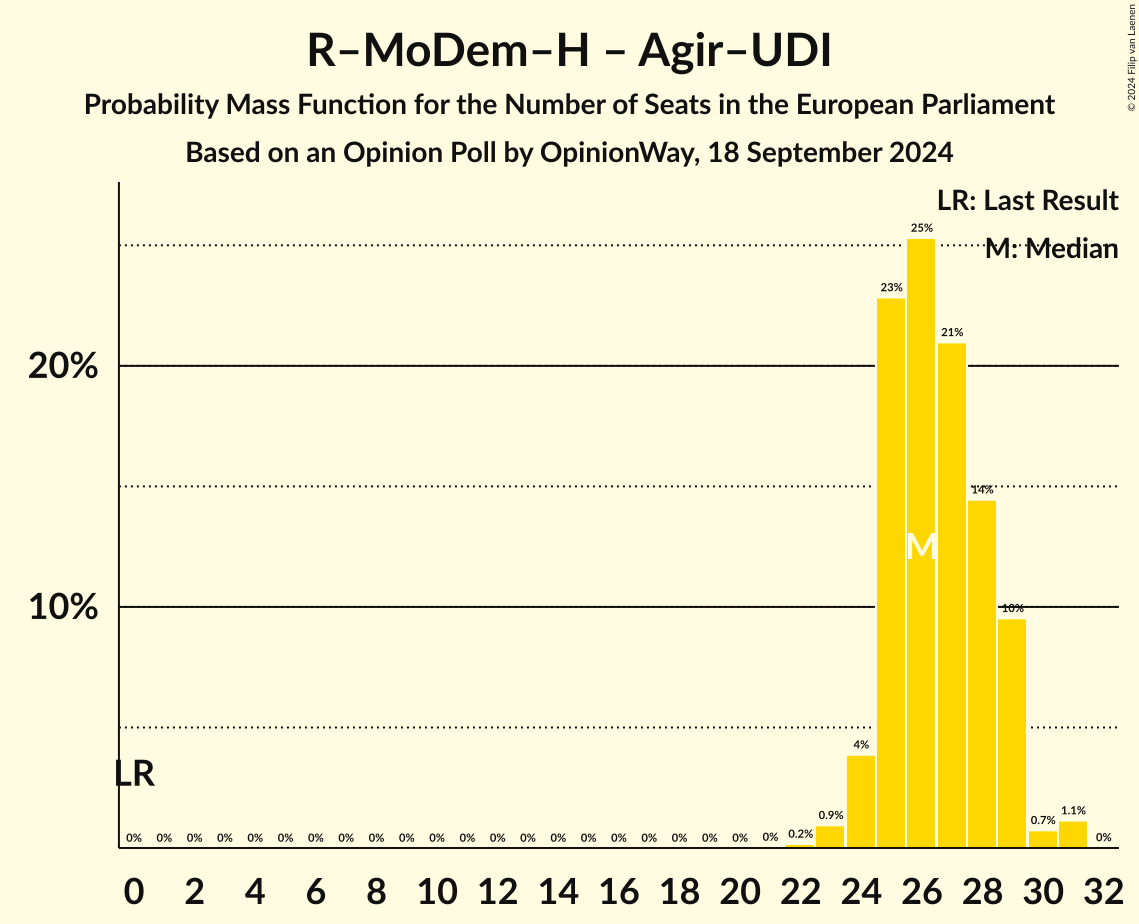 R–MoDem–H – Agir–UDI
Probability Mass Function for the Number of Seats in the European Parliament
Based on an Opinion Poll by OpinionWay, 18 September 2024
© 2024 Filip van Laenen
LR: Last Result
M: Median
25%
23%
21%
20%
14%
M
10%
10%
4%
LR
0% 0% 0% 0% 0% 0% 0% 0% 0% 0% 0% 0% 0% 0% 0% 0% 0% 0% 0% 0% 0% 0% 0.2% 0.9% 0.7% 1.1% 0%
0 2 4 6 8 10 12 14 16 18 20 22 24 26 28 30 32